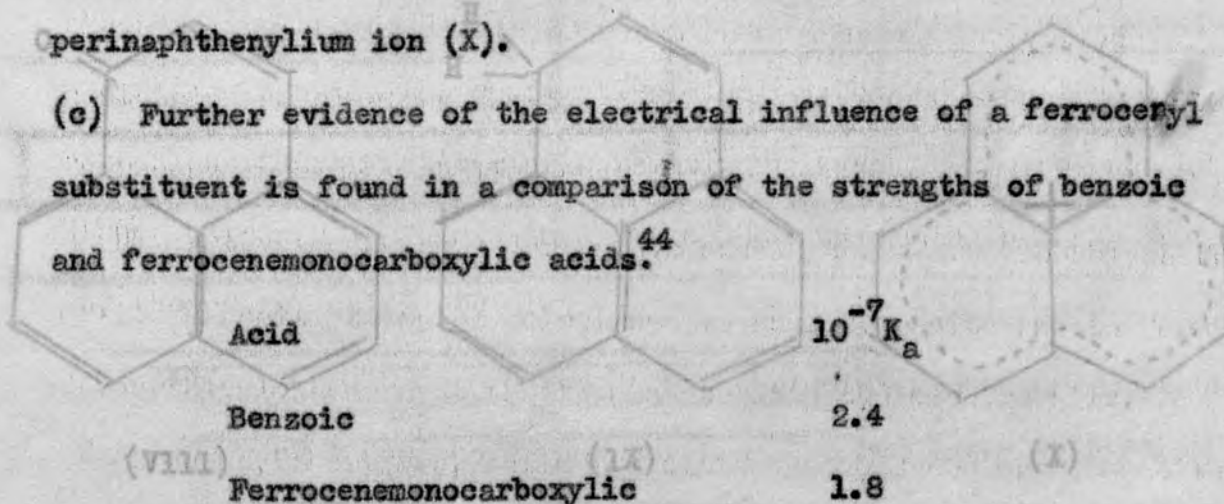 perinaphthenylium ion (X).
(c) Further evidence of the electrical influence of a ferrocenyl
substituent is found in a comparison of the strengths of benzoic
and ferrocenemonocarboxylic acids.44
Acid 10-7Ka
Benzoic 2.4
(VIII) (IX) (X)
Ferrocenemonocarboxylic 1.8